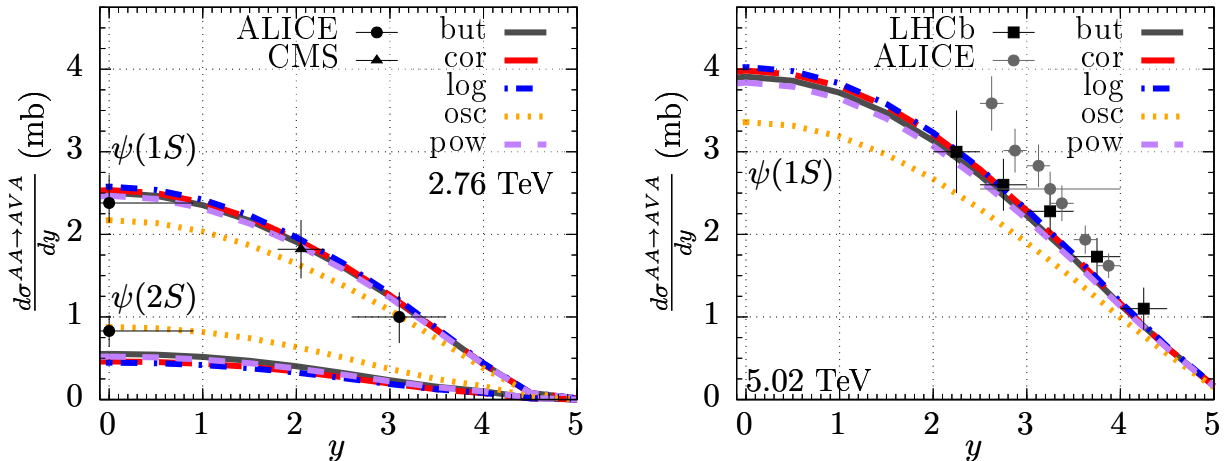 ALICE
CMS
but
cor
log
osc
pow
ψ(1S)
2.76 TeV
ψ(2S)
dσ^{AA→AVA}/dy (mb)
4
3
2
1
0
0 1 2 3 4 5
y
LHCb
ALICE
but
cor
log
osc
pow
ψ(1S)
5.02 TeV
dσ^{AA→AVA}/dy (mb)
4
3
2
1
0
0 1 2 3 4 5
y